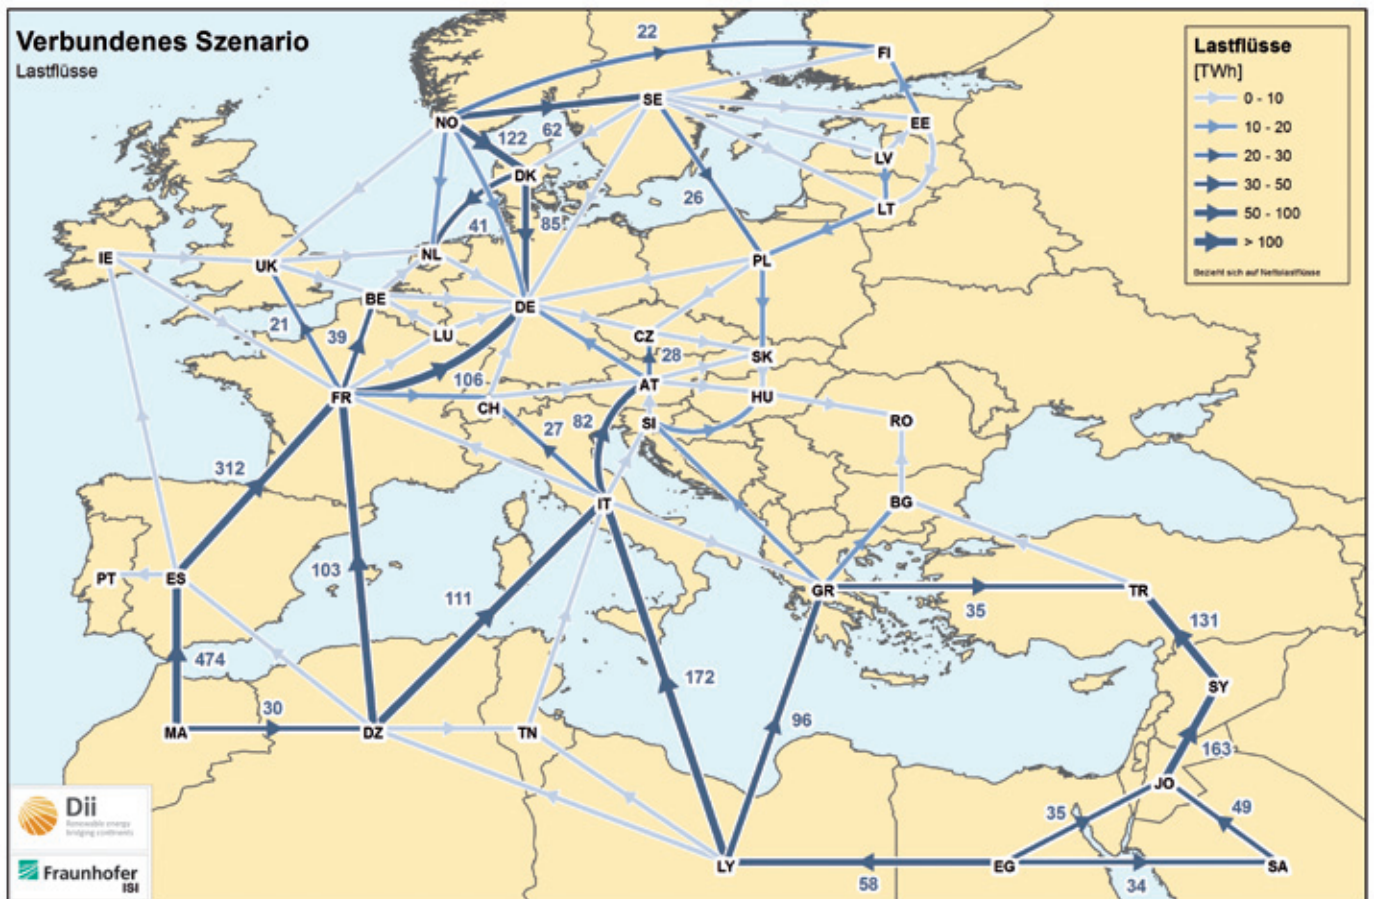 Verbundenes Szenario
Lastflüsse
Lastflüsse
[TWh]
0 - 10
10 - 20
20 - 30
30 - 50
50 - 100
> 100
Bezieht sich auf Nettolastflüsse
22
FI
SE
NO
62
EE
122
LV
DK
26
LT
41
85
IE
UK
NL
PL
BE
DE
21
39
LU
CZ
28
SK
106
AT
FR
CH
HU
82
SI
RO
27
312
IT
BG
PT
ES
103
111
GR
35
TR
131
474
172
SY
30
96
MA
DZ
TN
163
JO
35
49
LY
58
EG
34
SA
Dii
Renewable energy
bridging continents
Fraunhofer
ISI